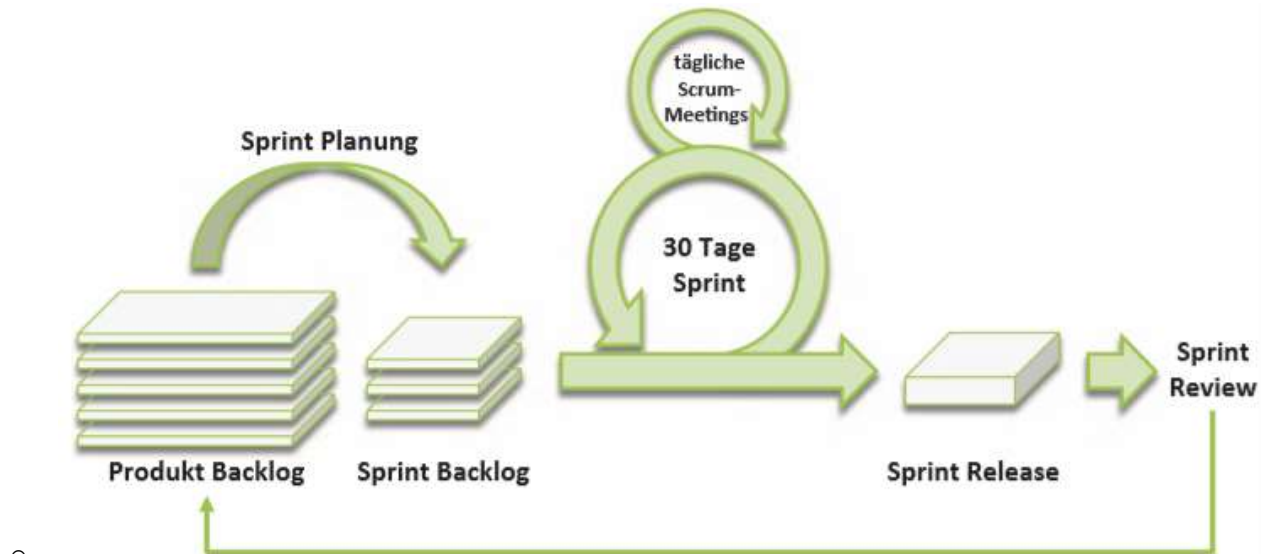 tägliche
Scrum-
Meetings
Sprint Planung
30 Tage
Sprint
Sprint
Review
Produkt Backlog
Sprint Backlog
Sprint Release